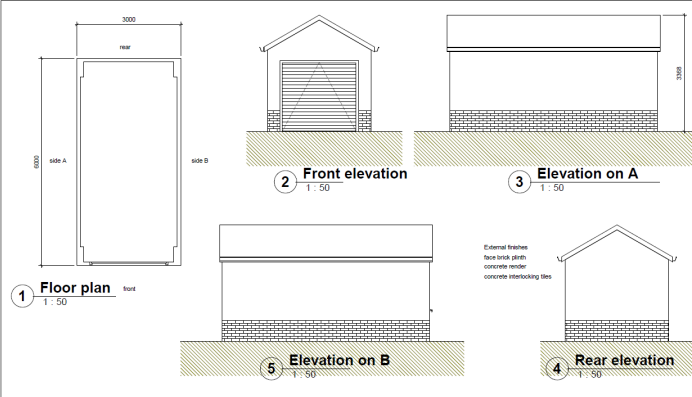 3000
rear
6000
side A
side B
1 Floor plan
1 : 50
front
2 Front elevation
1 : 50
3 Elevation on A
1 : 50
3368
5 Elevation on B
1 : 50
External finishes
face brick plinth
concrete render
concrete interlocking tiles
4 Rear elevation
1 : 50